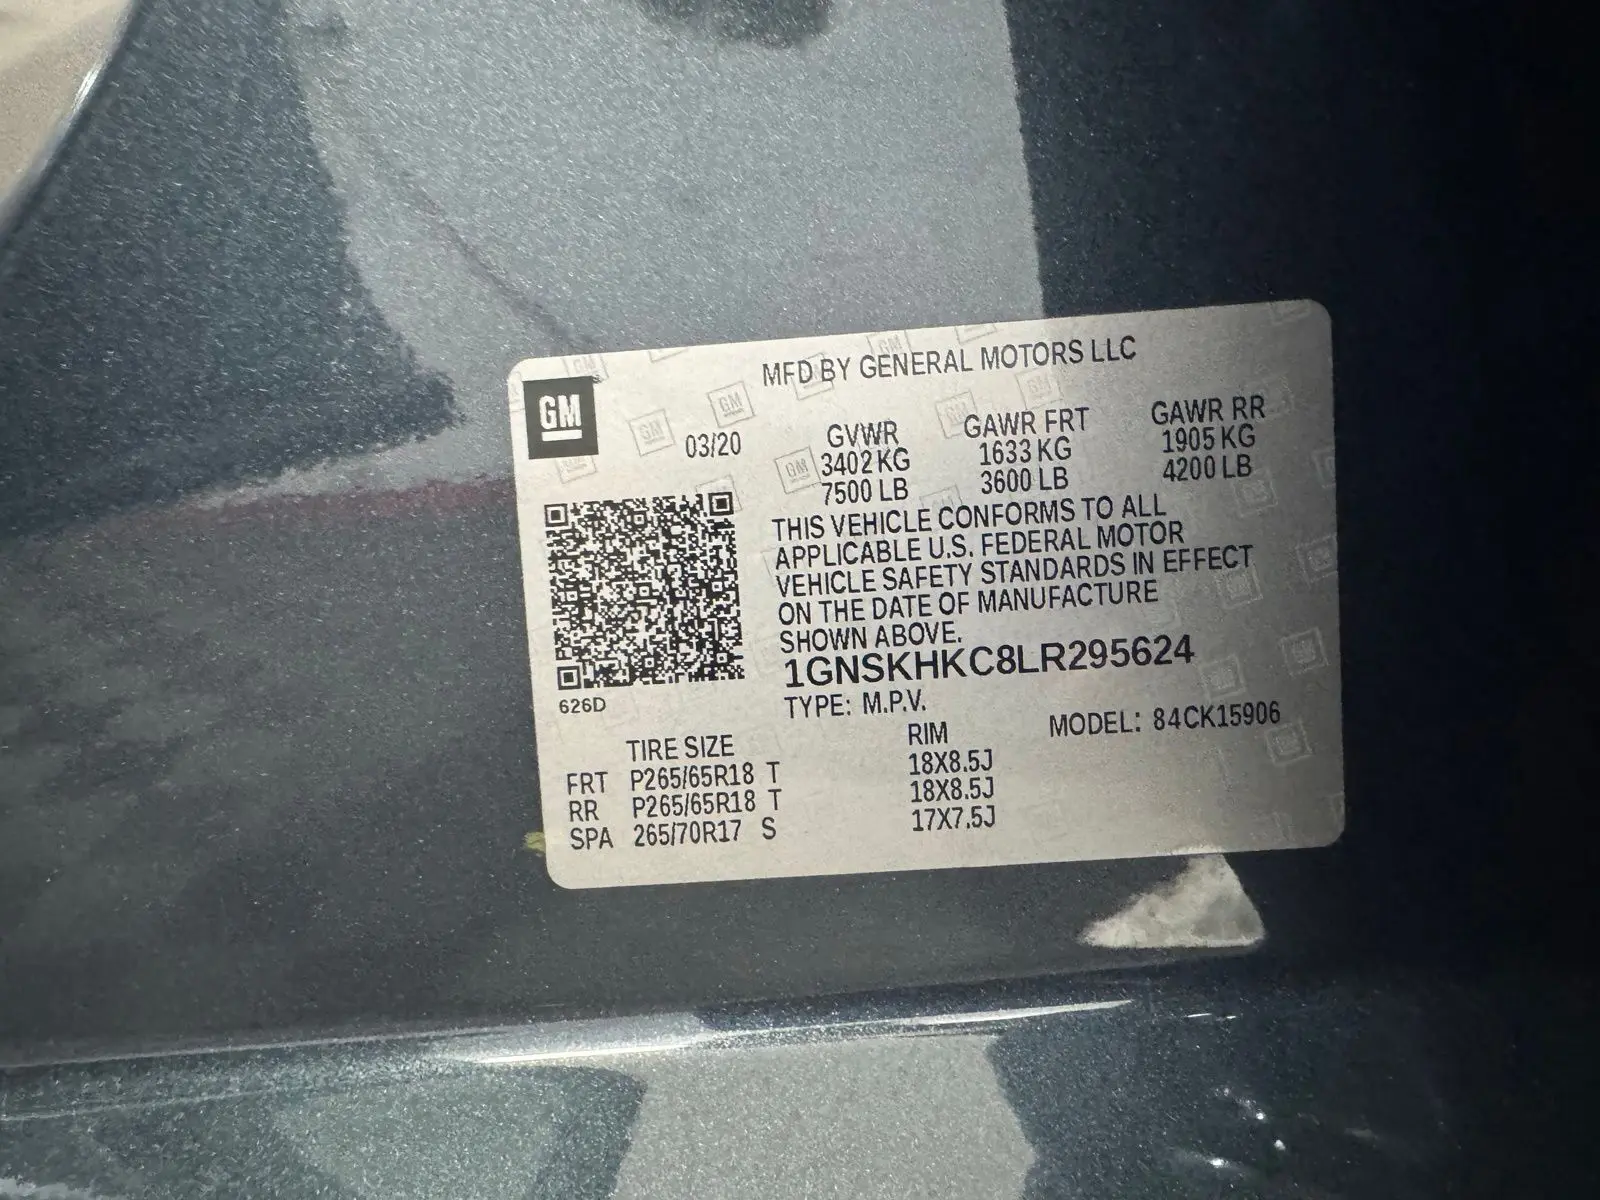 MFD BY GENERAL MOTORS LLC
GM
03/20
GVWR GAWR FRT GAWR RR
3402 KG 1633 KG 1905 KG
7500 LB 3600 LB 4200 LB
THIS VEHICLE CONFORMS TO ALL
APPLICABLE U.S. FEDERAL MOTOR
VEHICLE SAFETY STANDARDS IN EFFECT
ON THE DATE OF MANUFACTURE
SHOWN ABOVE.
1GNSKHKC8LR295624
626D
TYPE: M.P.V.
MODEL: 84CK15906
TIRE SIZE RIM
FRT P265/65R18 T 18X8.5J
RR P265/65R18 T 18X8.5J
SPA 265/70R17 S 17X7.5J